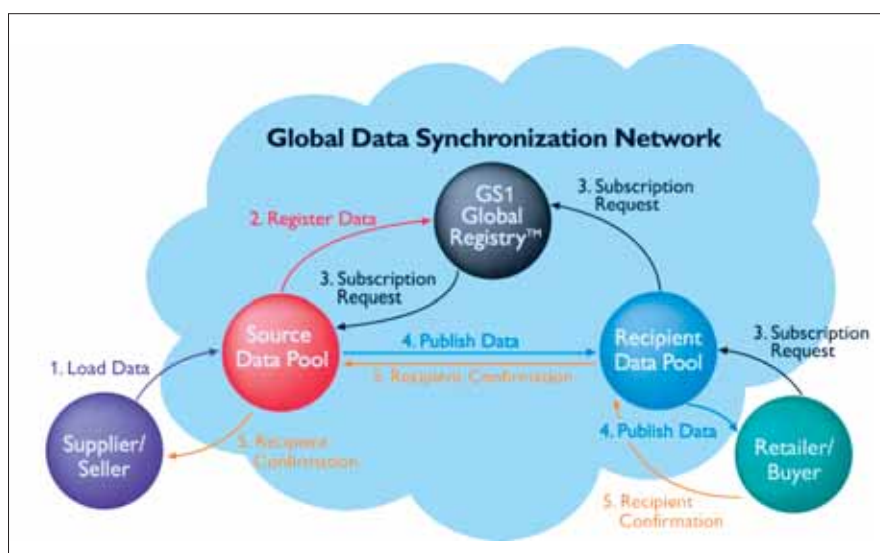 Global Data Synchronization Network
GS1
Global
Registry™
3. Subscription
Request
2. Register Data
3. Subscription
Request
Source
Data Pool
4. Publish Data
5. Recipient Confirmation
Recipient
Data Pool
3. Subscription
Request
1. Load Data
Supplier/
Seller
5. Recipient
Confirmation
4. Publish Data
Retailer/
Buyer
5. Recipient
Confirmation